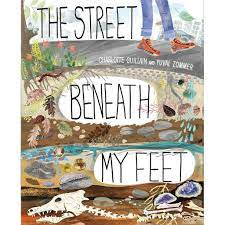 THE STREET
CHARLOTTE GUILLAIN AND YUVAL ZOMMER
BENEATH
MY FEET